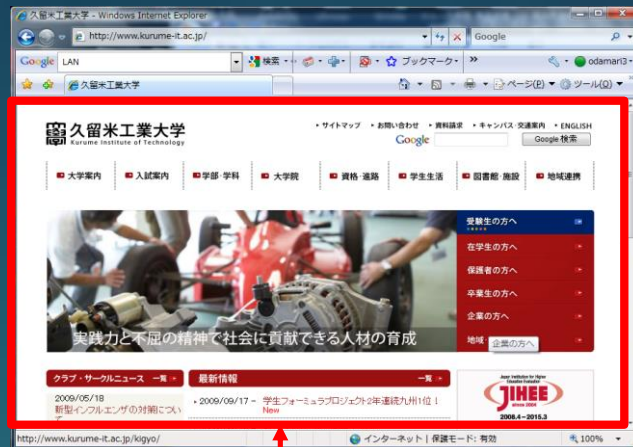 久留米工業大学 - Windows Internet Explorer
http://www.kurume-it.ac.jp/
Google
Google LAN 検索 ブックマーク▼ odamari3
久留米工業大学 ページ(P) ▼ ツール(O) ▼
・サイトマップ ・お問い合わせ ・資料請求 ・キャンパス・交通案内 ・ENGLISH
久留米工業大学
Kurume Institute of Technology
Google Google 検索
大学案内 入試案内 学部・学科 大学院 資格・進路 学生生活 図書館・施設 地域連携
受験生の方へ
在学生の方へ
保護者の方へ
卒業生の方へ
企業の方へ
地域
企業の方へ
実践力と不屈の精神で社会に貢献できる人材の育成
クラブ・サークルニュース 一覧
2009/05/18
新型インフルエンザの対策につい
最新情報 一覧
・2009/09/17 - 学生フォーミュラプロジェクト2年連続九州1位!
New
JIHEE
2008.4-2015.3
http://www.kurume-it.ac.jp/kigyo/
インターネット | 保護モード: 有効
100%